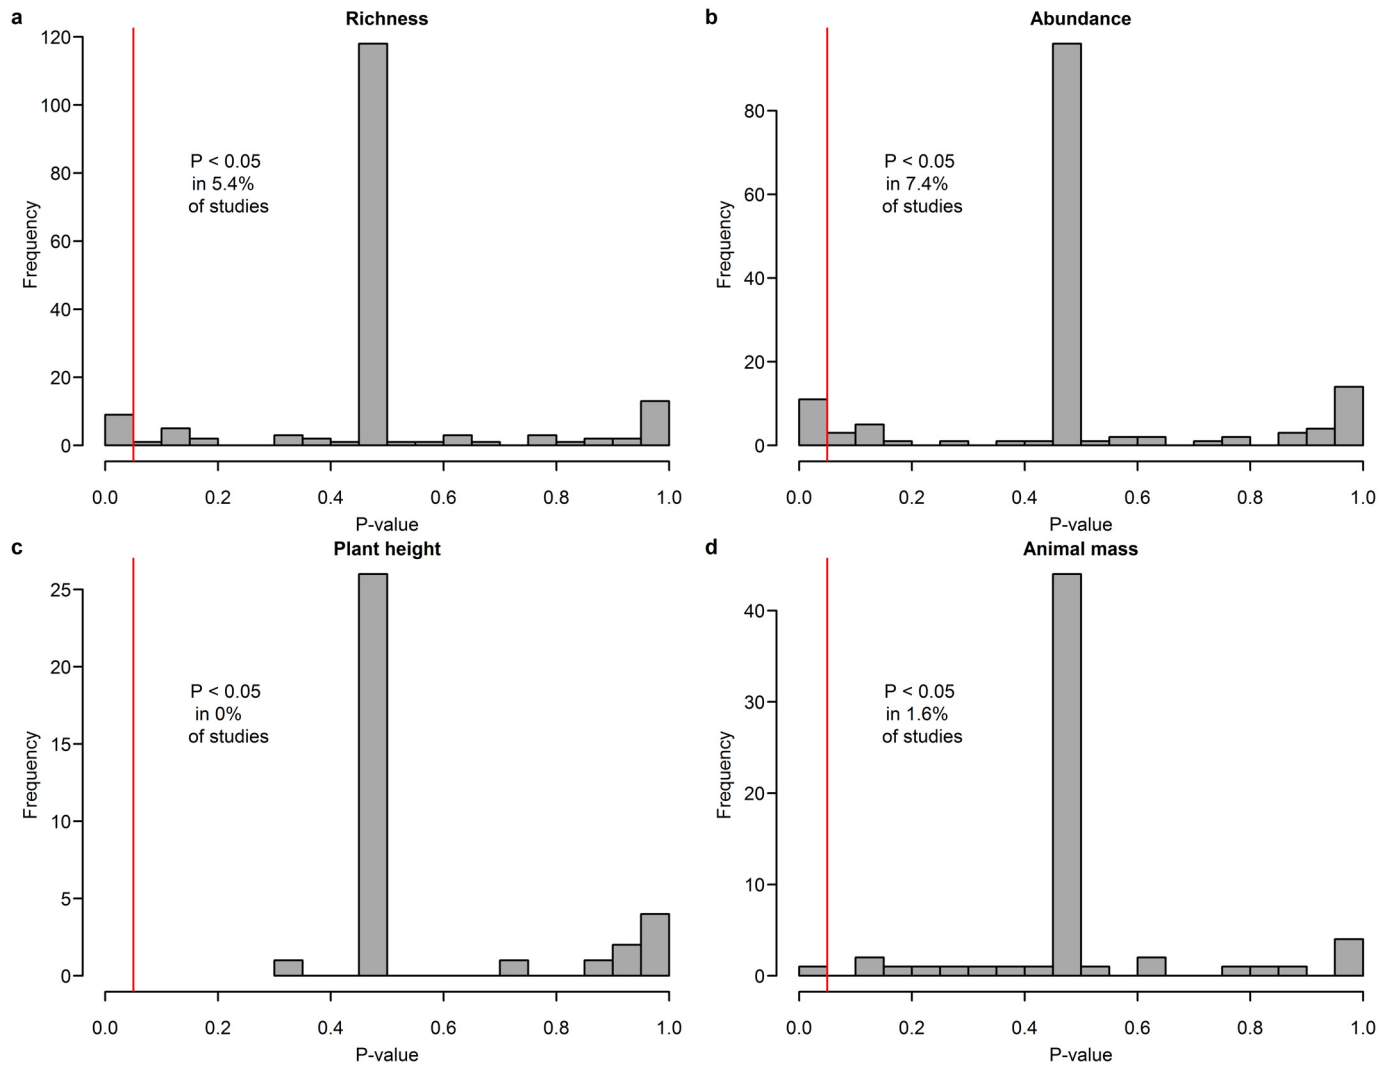 a
Richness
120
100
80
60
40
20
0
Frequency
P < 0.05
in 5.4%
of studies
0.0 0.2 0.4 0.6 0.8 1.0
P-value
b
Abundance
80
60
40
20
0
Frequency
P < 0.05
in 7.4%
of studies
0.0 0.2 0.4 0.6 0.8 1.0
P-value
c
Plant height
25
20
15
10
5
0
Frequency
P < 0.05
in 0%
of studies
0.0 0.2 0.4 0.6 0.8 1.0
P-value
d
Animal mass
40
30
20
10
0
Frequency
P < 0.05
in 1.6%
of studies
0.0 0.2 0.4 0.6 0.8 1.0
P-value